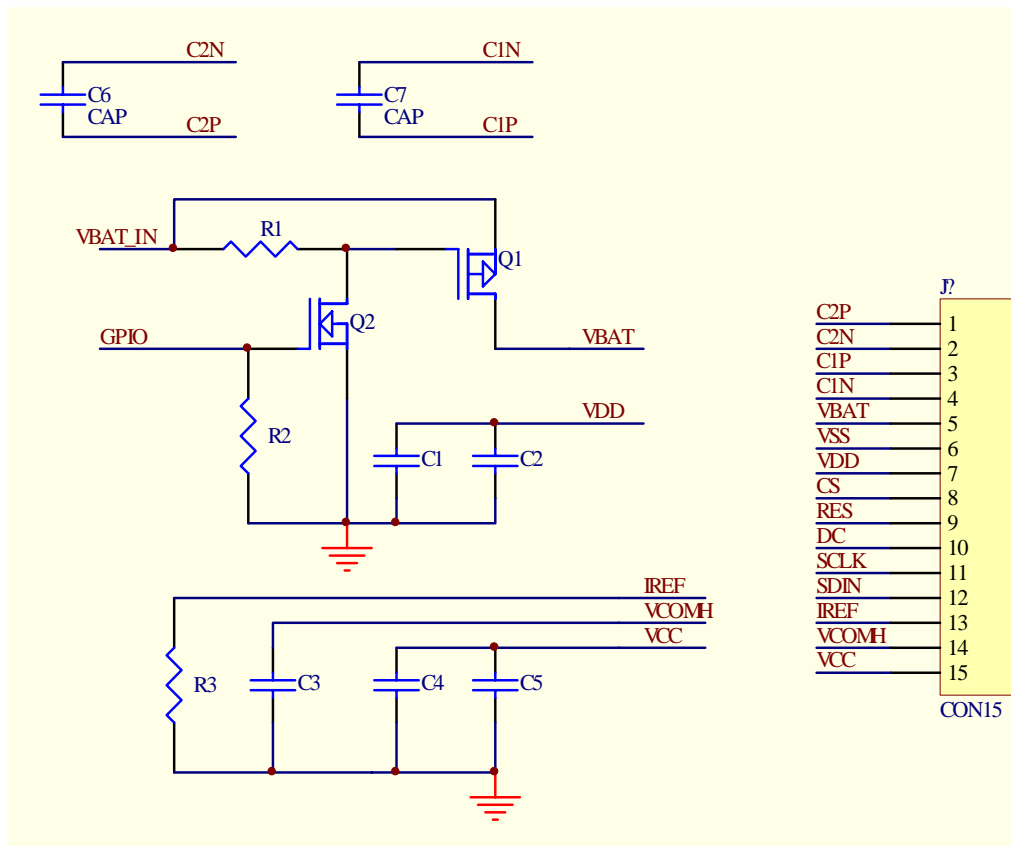 C2N
C6
CAP
C2P
C1N
C7
CAP
C1P
VBAT_IN
R1
Q1
Q2
GPIO
VBAT
R2
VDD
C1
C2
IREF
VCOMH
VCC
R3
C3
C4
C5
J?
C2P 1
C2N 2
C1P 3
C1N 4
VBAT 5
VSS 6
VDD 7
CS 8
RES 9
DC 10
SCLK 11
SDIN 12
IREF 13
VCOMH 14
VCC 15
CON15